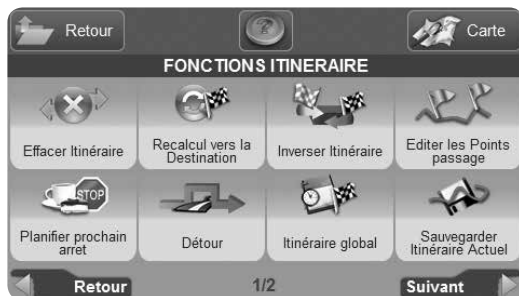 Retour
?
Carte
FONCTIONS ITINERAIRE
Effacer Itinéraire
Recalcul vers la
Destination
Inverser Itinéraire
Editer les Points
passage
STOP
Planifier prochain
arret
Détour
Itinéraire global
Sauvegarder
Itinéraire Actuel
Retour
1/2
Suivant